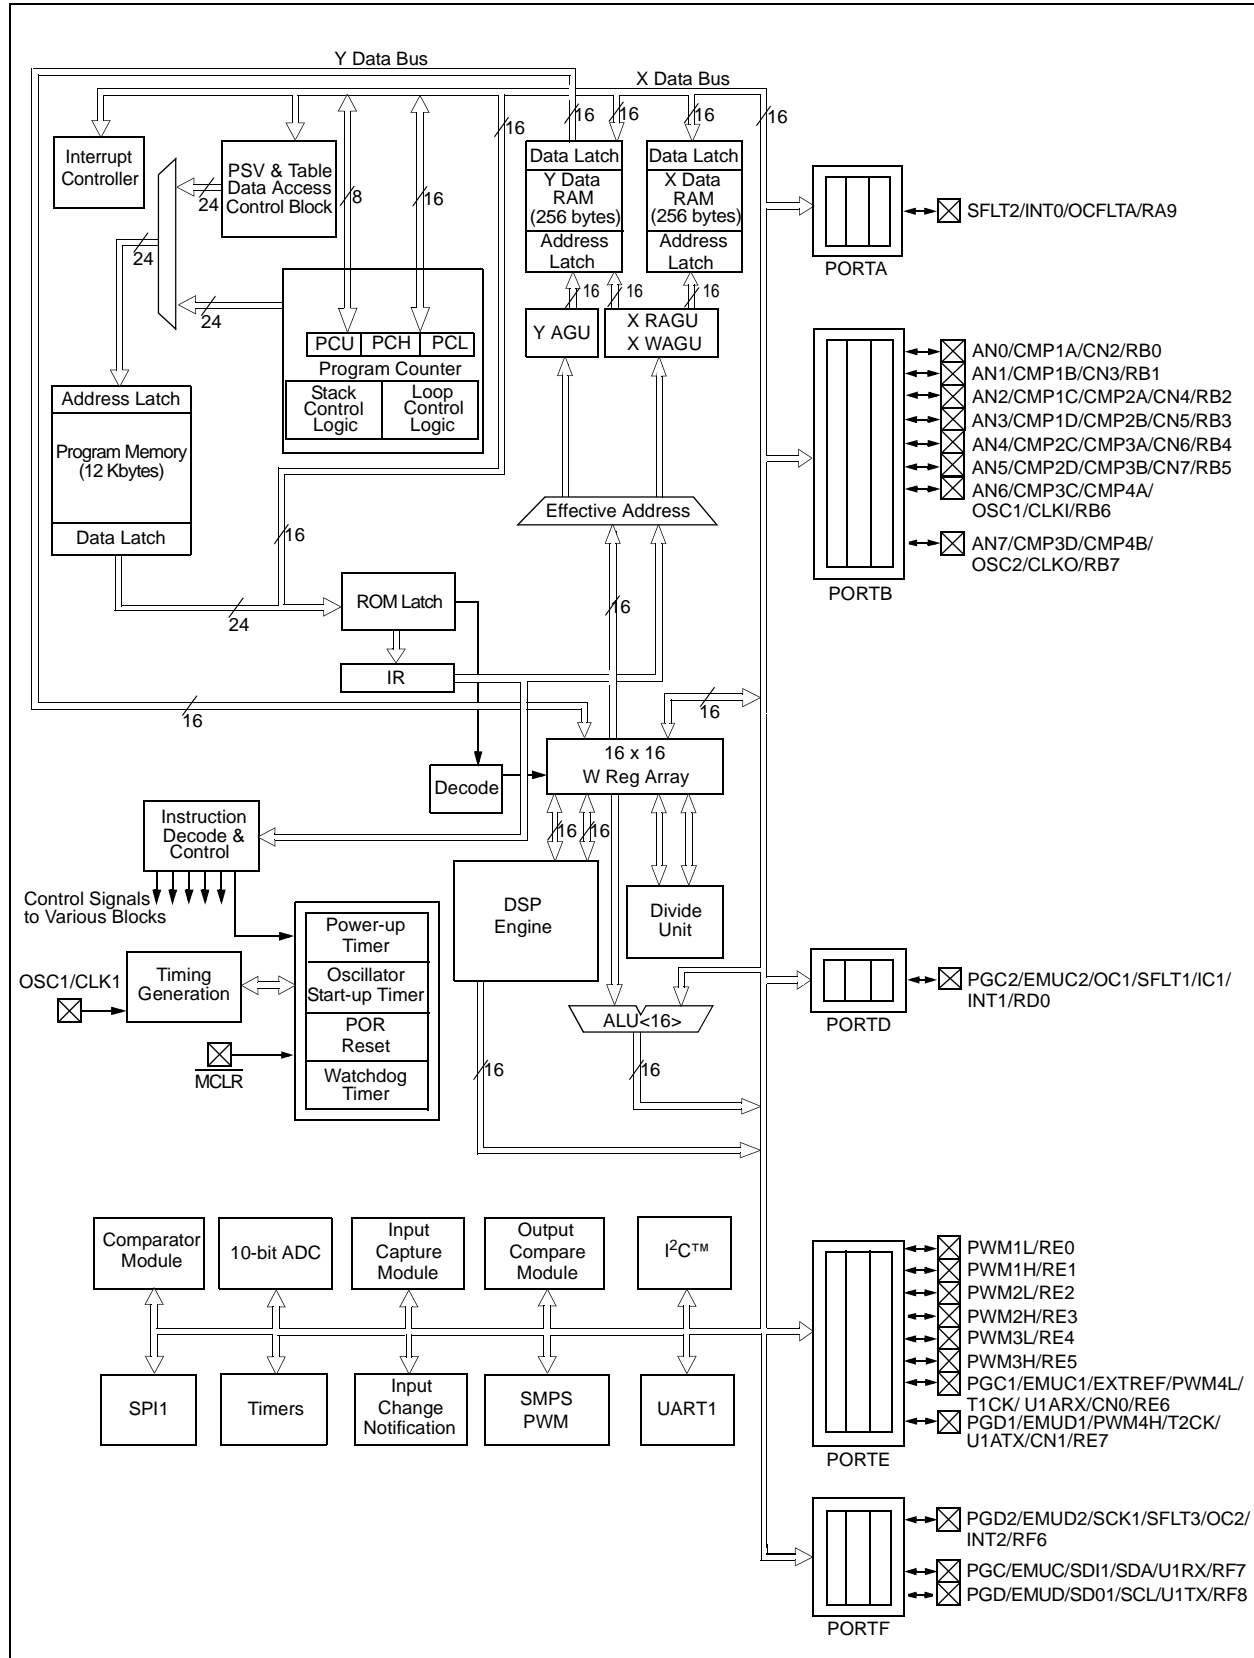 Y Data Bus
X Data Bus
16
16
16
16
16
Interrupt
Controller
PSV & Table
Data Access
Control Block
24
8
16
24
24
Data Latch
Y Data
RAM
(256 bytes)
Address
Latch
Data Latch
X Data
RAM
(256 bytes)
Address
Latch
16
16
16
Y AGU
X RAGU
X WAGU
PCU
PCH
PCL
Program Counter
Stack
Control
Logic
Loop
Control
Logic
Address Latch
Program Memory
(12 Kbytes)
Data Latch
Effective Address
16
24
16
ROM Latch
IR
16
16
16 x 16
W Reg Array
Decode
16
16
Instruction
Decode &
Control
Control Signals
to Various Blocks
DSP
Engine
Divide
Unit
Power-up
Timer
Oscillator
Start-up Timer
POR
Reset
Watchdog
Timer
OSC1/CLK1
Timing
Generation
MCLR
ALU<16>
16
16
Comparator
Module
10-bit ADC
Input
Capture
Module
Output
Compare
Module
I2C™
SPI1
Timers
Input
Change
Notification
SMPS
PWM
UART1
PORTA
SFLT2/INT0/OCFLTA/RA9
AN0/CMP1A/CN2/RB0
AN1/CMP1B/CN3/RB1
AN2/CMP1C/CMP2A/CN4/RB2
AN3/CMP1D/CMP2B/CN5/RB3
AN4/CMP2C/CMP3A/CN6/RB4
AN5/CMP2D/CMP3B/CN7/RB5
AN6/CMP3C/CMP4A/
OSC1/CLKI/RB6
AN7/CMP3D/CMP4B/
OSC2/CLKO/RB7
PORTB
PGC2/EMUC2/OC1/SFLT1/IC1/
INT1/RD0
PORTD
PWM1L/RE0
PWM1H/RE1
PWM2L/RE2
PWM2H/RE3
PWM3L/RE4
PWM3H/RE5
PGC1/EMUC1/EXTREF/PWM4L/
T1CK/ U1ARX/CN0/RE6
PGD1/EMUD1/PWM4H/T2CK/
U1ATX/CN1/RE7
PORTE
PGD2/EMUD2/SCK1/SFLT3/OC2/
INT2/RF6
PGC/EMUC/SDI1/SDA/U1RX/RF7
PGD/EMUD/SD01/SCL/U1TX/RF8
PORTF